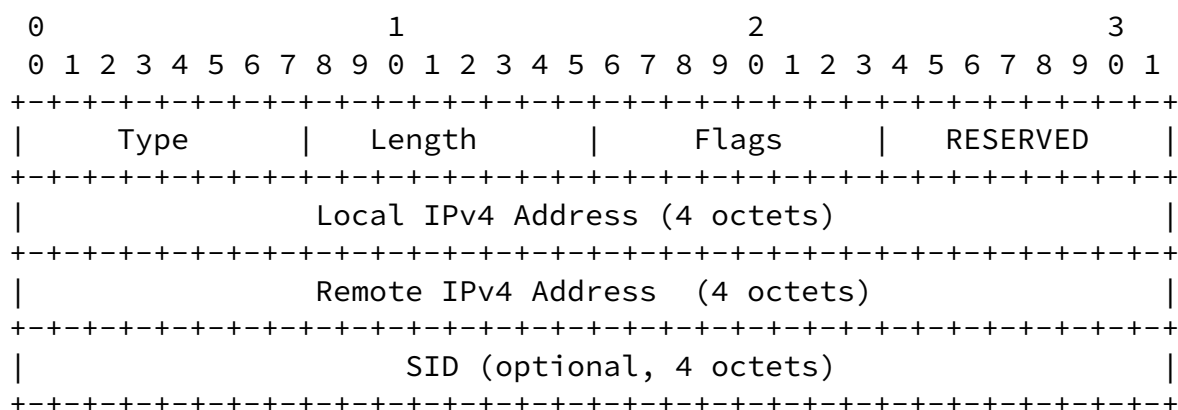 0                   1                   2                   3
 0 1 2 3 4 5 6 7 8 9 0 1 2 3 4 5 6 7 8 9 0 1 2 3 4 5 6 7 8 9 0 1
+-+-+-+-+-+-+-+-+-+-+-+-+-+-+-+-+-+-+-+-+-+-+-+-+-+-+-+-+-+-+-+-+
|     Type      |   Length      |     Flags     |   RESERVED    |
+-+-+-+-+-+-+-+-+-+-+-+-+-+-+-+-+-+-+-+-+-+-+-+-+-+-+-+-+-+-+-+-+
|                Local IPv4 Address (4 octets)                  |
+-+-+-+-+-+-+-+-+-+-+-+-+-+-+-+-+-+-+-+-+-+-+-+-+-+-+-+-+-+-+-+-+
|                Remote IPv4 Address  (4 octets)                |
+-+-+-+-+-+-+-+-+-+-+-+-+-+-+-+-+-+-+-+-+-+-+-+-+-+-+-+-+-+-+-+-+
|                     SID (optional, 4 octets)                  |
+-+-+-+-+-+-+-+-+-+-+-+-+-+-+-+-+-+-+-+-+-+-+-+-+-+-+-+-+-+-+-+-+